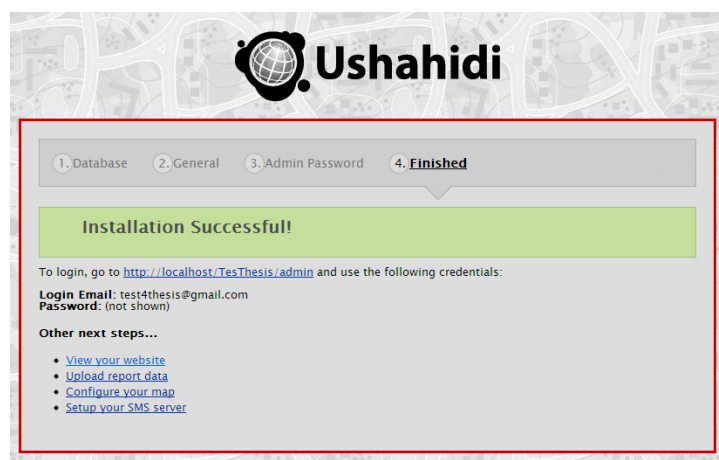 Ushahidi
1. Database 2. General 3. Admin Password 4. Finished
Installation Successful!
To login, go to http://localhost/TesThesis/admin and use the following credentials:
Login Email: test4thesis@gmail.com
Password: (not shown)
Other next steps...
View your website
Upload report data
Configure your map
Setup your SMS server